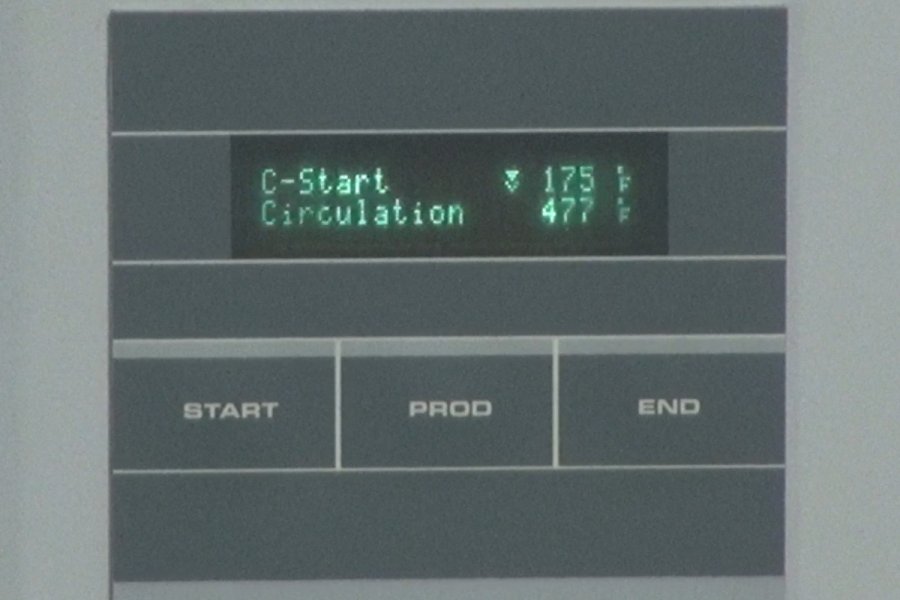 C-Start 175 °F
Circulation 477 °F
START PROD END